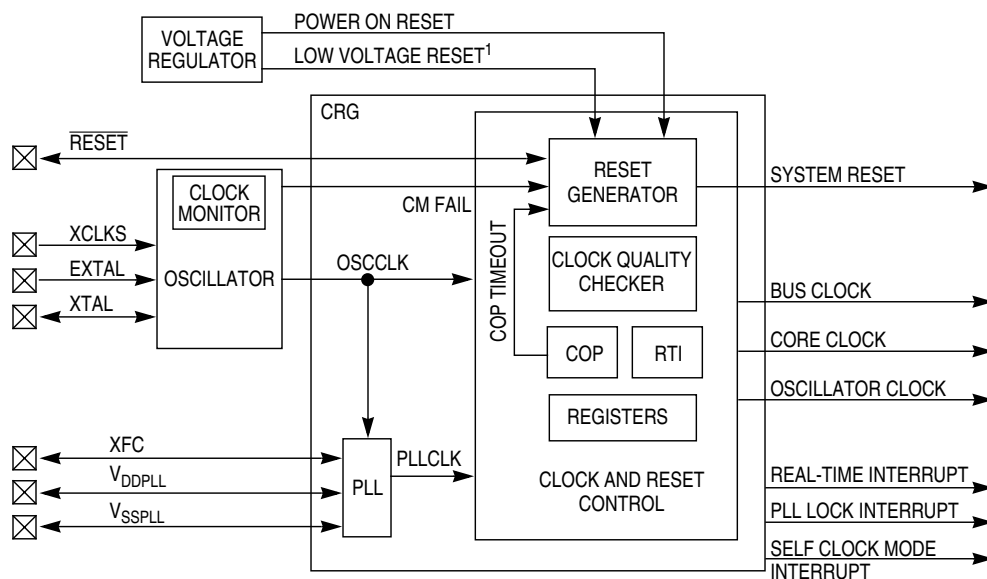 POWER ON RESET
VOLTAGE
REGULATOR
LOW VOLTAGE RESET1
CRG
RESET
RESET
GENERATOR
SYSTEM RESET
CLOCK
MONITOR
CM FAIL
XCLKS
OSCILLATOR
EXTAL
XTAL
OSCCLK
COP TIMEOUT
CLOCK QUALITY
CHECKER
BUS CLOCK
COP
RTI
CORE CLOCK
OSCILLATOR CLOCK
REGISTERS
XFC
VDDPLL
VSSPLL
PLL
PLLCLK
CLOCK AND RESET
CONTROL
REAL-TIME INTERRUPT
PLL LOCK INTERRUPT
SELF CLOCK MODE
INTERRUPT